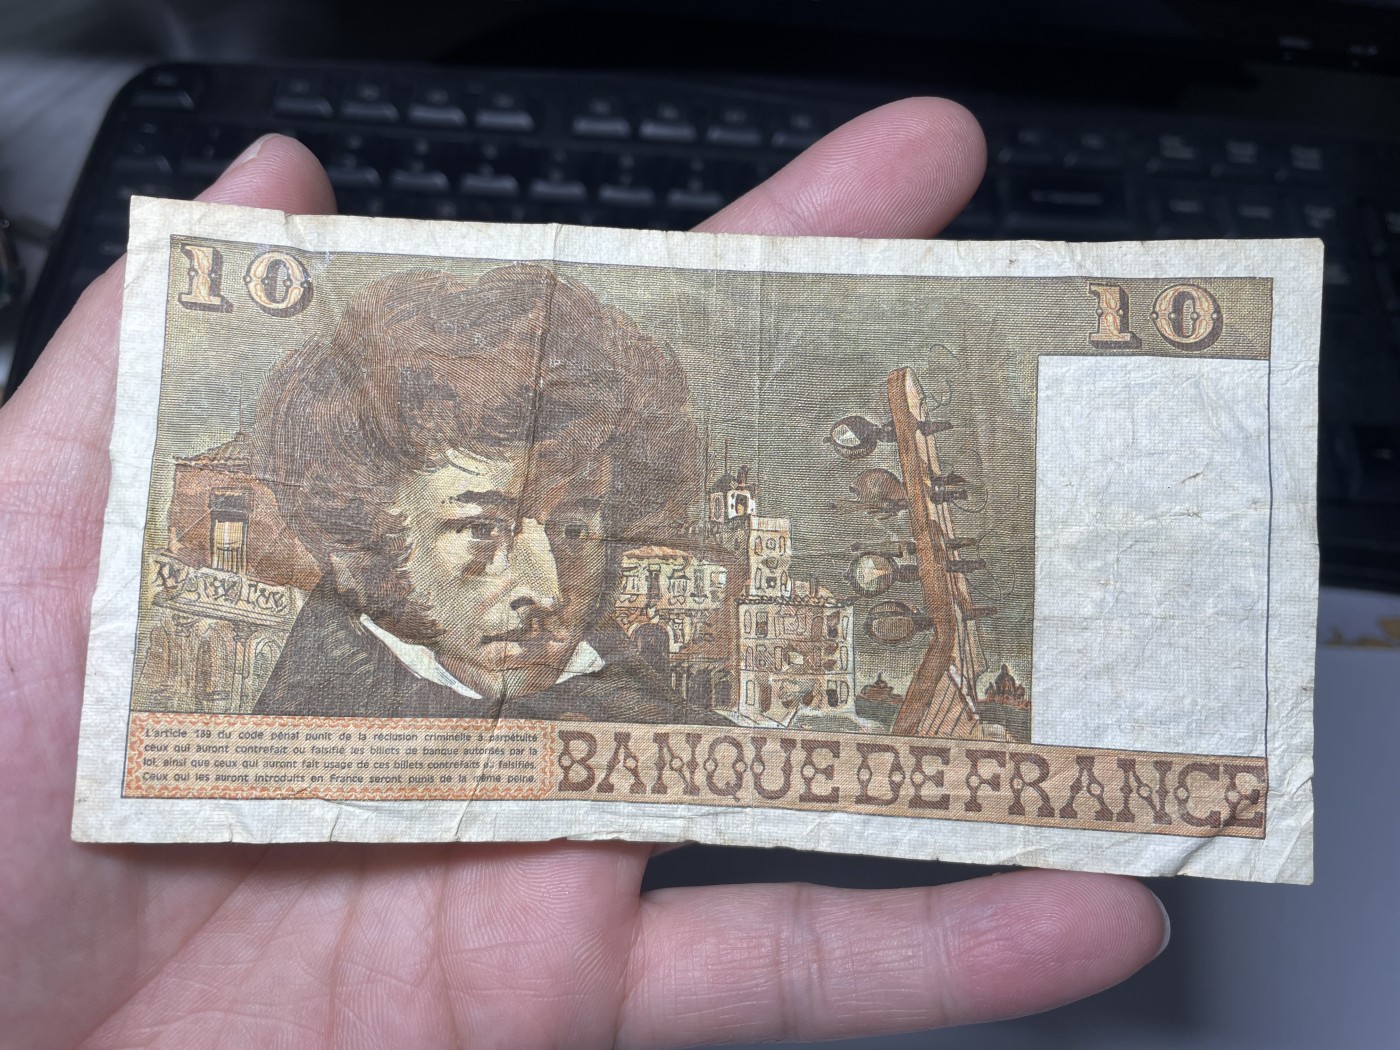 10
10
L'article 139 du code pénal punit de la réclusion criminelle à perpétuité
ceux qui auront contrefait ou falsifié les billets de banque autorisés par la
loi, ainsi que ceux qui auront fait usage de ces billets contrefaits ou falsifiés.
Ceux qui les auront introduits en France seront punis de la même peine.
BANQUE DE FRANCE